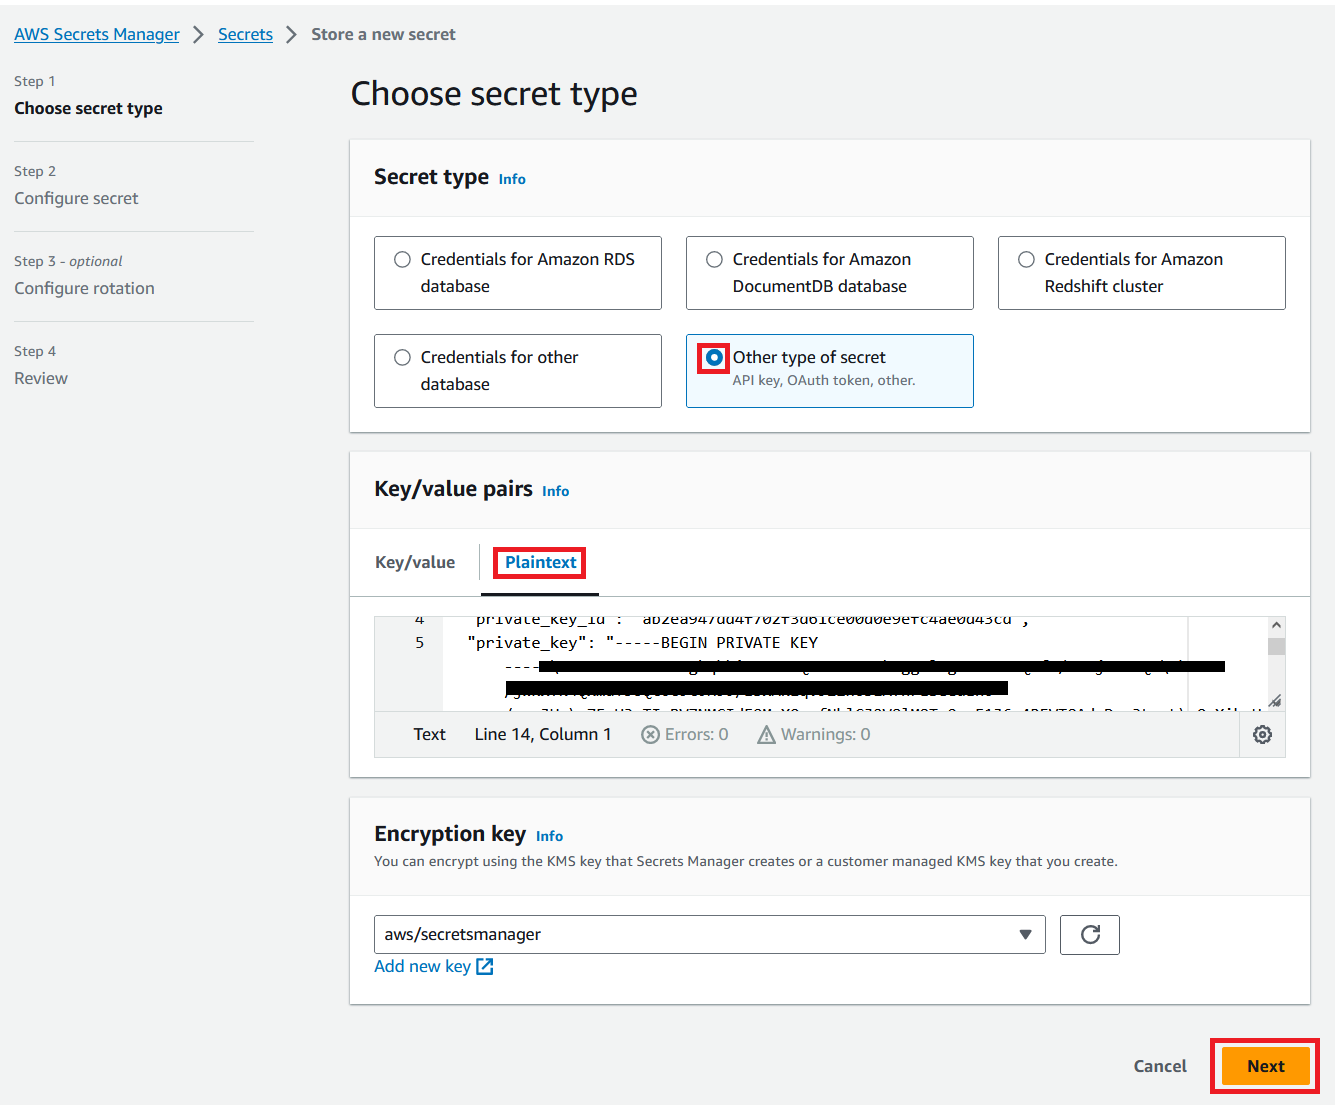 AWS Secrets Manager > Secrets > Store a new secret
Step 1
Choose secret type
Step 2
Configure secret
Step 3 - optional
Configure rotation
Step 4
Review
Choose secret type
Secret type Info
Credentials for Amazon RDS
database
Credentials for Amazon
DocumentDB database
Credentials for Amazon
Redshift cluster
Credentials for other
database
Other type of secret
API key, OAuth token, other.
Key/value pairs Info
Key/value
Plaintext
4
5 "private_key": "-----BEGIN PRIVATE KEY
Text Line 14, Column 1 Errors: 0 Warnings: 0
Encryption key Info
You can encrypt using the KMS key that Secrets Manager creates or a customer managed KMS key that you create.
aws/secretsmanager
Add new key
Cancel
Next